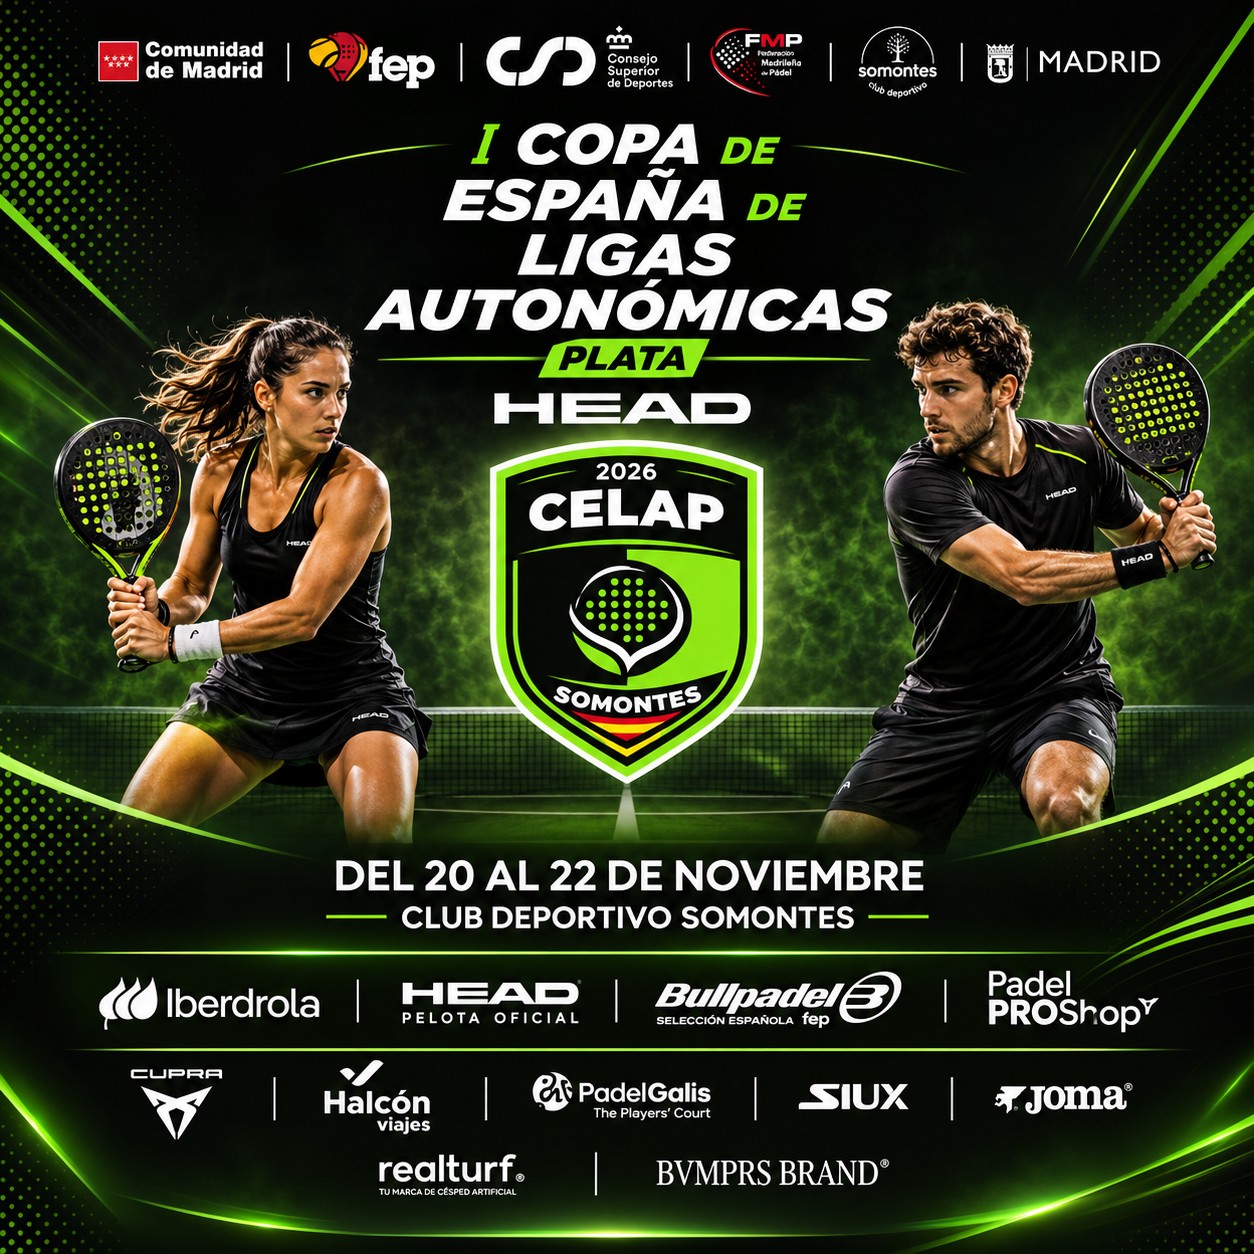 Comunidad de Madrid
fep
CSD
Consejo Superior de Deportes
FMP
Federación Madrileña de Pádel
somontes
club deportivo
MADRID
I COPA DE
ESPAÑA DE
LIGAS
AUTONÓMICAS
PLATA
HEAD
2026
CELAP
SOMONTES
HEAD
HEAD
HEAD
HEAD
DEL 20 AL 22 DE NOVIEMBRE
CLUB DEPORTIVO SOMONTES
Iberdrola
HEAD®
PELOTA OFICIAL
Bullpadel B
SELECCIÓN ESPAÑOLA fep
Padel
PROShop
CUPRA
Halcón
viajes
PadelGalis
The Players' Court
SIUX
JOMA®
realturf®
TU MARCA DE CÉSPED ARTIFICIAL
BVMPRS BRAND®